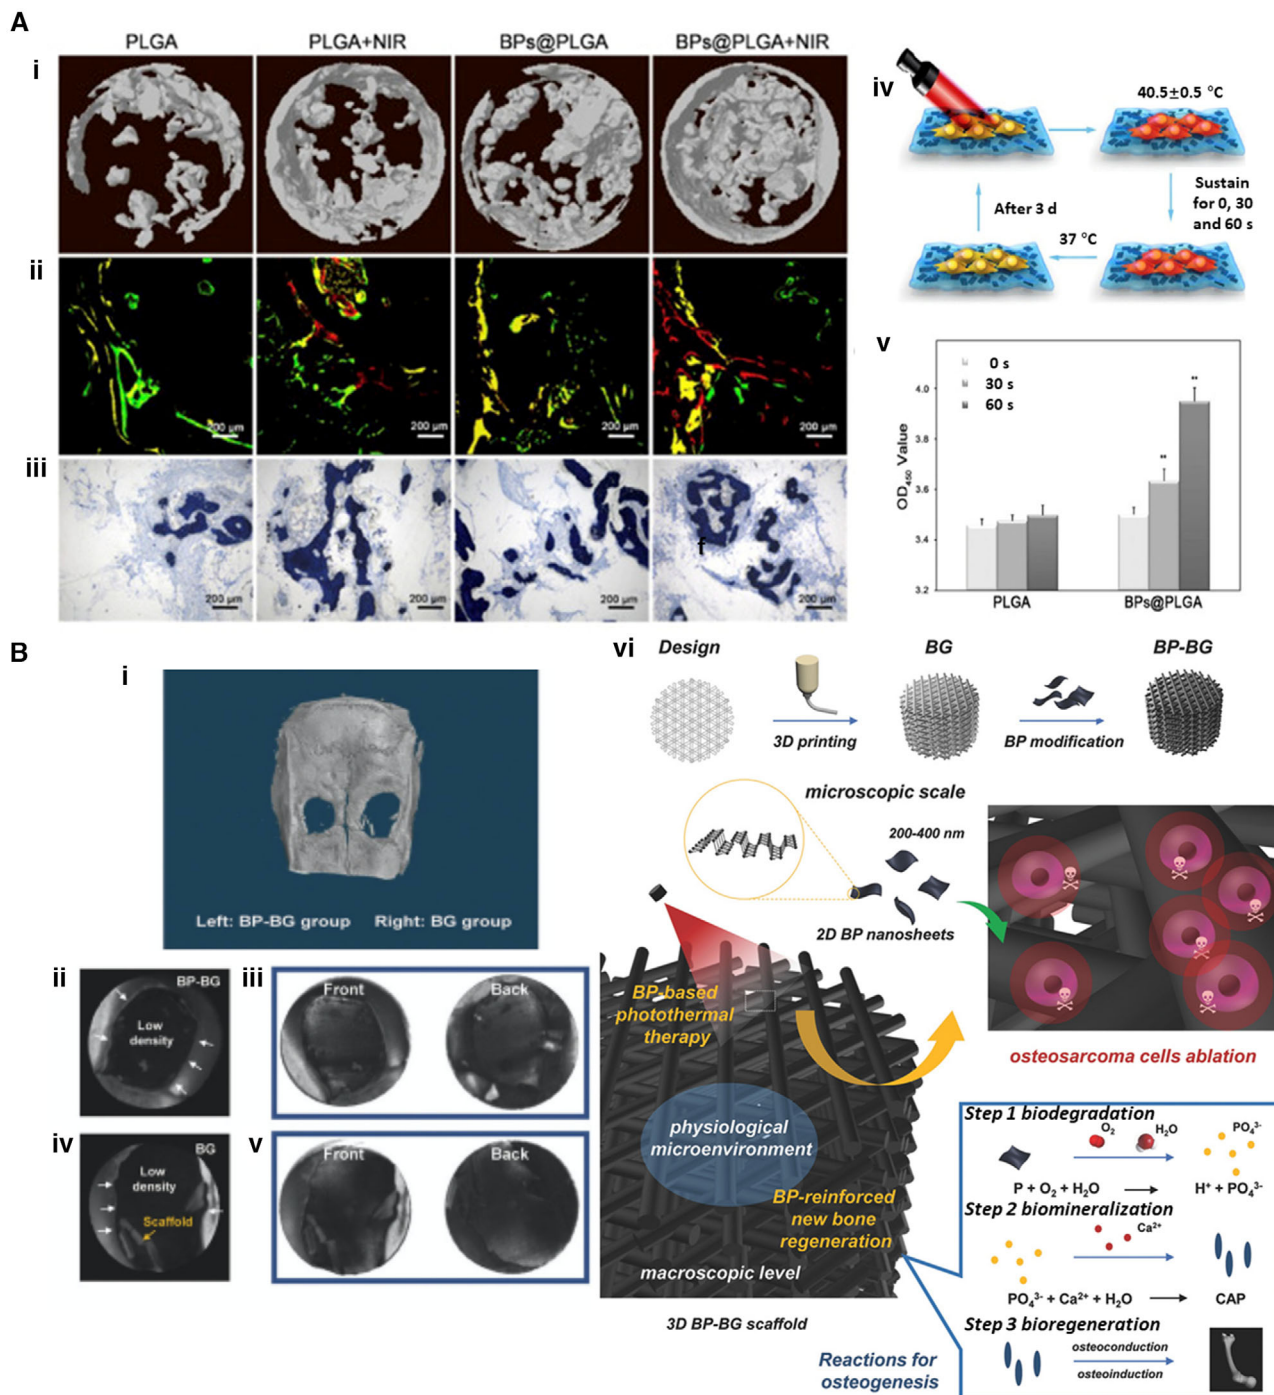 A
PLGA
PLGA+NIR
BPs@PLGA
BPs@PLGA+NIR
i
ii
200 μm
200 μm
200 μm
200 μm
iii
f
200 μm
200 μm
200 μm
200 μm
iv
40.5±0.5 °C
Sustain
for 0, 30
and 60 s
After 3 d
37 °C
v
0 s
30 s
60 s
OD450 Value
4.0
3.6
3.4
3.2
**
**
PLGA
BPs@PLGA
B
i
Left: BP-BG group
Right: BG group
ii
BP-BG
Low
density
iii
Front
Back
iv
BG
Low
density
Scaffold
v
Front
Back
vi
Design
BG
BP-BG
3D printing
BP modification
microscopic scale
200-400 nm
2D BP nanosheets
BP-based
photothermal
therapy
osteosarcoma cells ablation
physiological
microenvironment
BP-reinforced
new bone
regeneration
macroscopic level
3D BP-BG scaffold
Reactions for
osteogenesis
Step 1 biodegradation
O₂
H₂O
PO₄³⁻
P + O₂ + H₂O
H⁺ + PO₄³⁻
Step 2 biomineralization
Ca²⁺
PO₄³⁻ + Ca²⁺ + H₂O
CAP
Step 3 bioregeneration
osteoconduction
osteoinduction